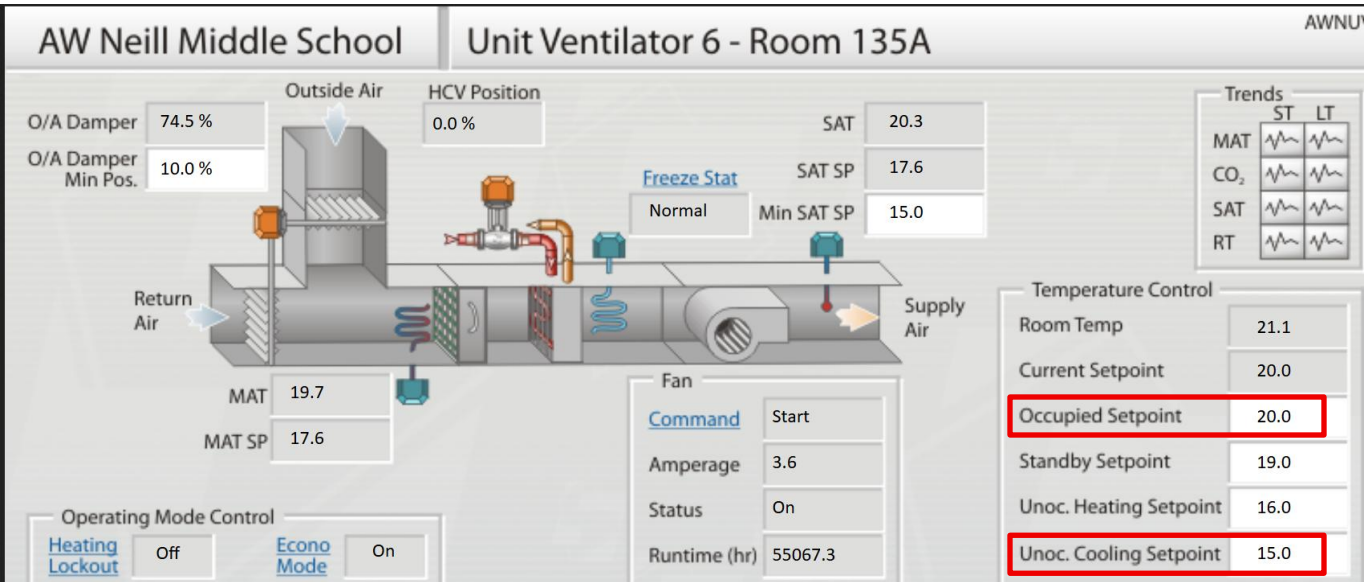 AW Neill Middle School
Unit Ventilator 6 - Room 135A
AWNUV
Outside Air
HCV Position
0.0 %
O/A Damper 74.5 %
O/A Damper
Min Pos. 10.0 %
SAT 20.3
SAT SP 17.6
Min SAT SP 15.0
Freeze Stat
Normal
Trends
ST LT
MAT
CO₂
SAT
RT
Return
Air
Supply
Air
MAT 19.7
MAT SP 17.6
Fan
Command Start
Amperage 3.6
Status On
Runtime (hr) 55067.3
Temperature Control
Room Temp 21.1
Current Setpoint 20.0
Occupied Setpoint 20.0
Standby Setpoint 19.0
Unoc. Heating Setpoint 16.0
Unoc. Cooling Setpoint 15.0
Operating Mode Control
Heating
Lockout Off
Econo
Mode On